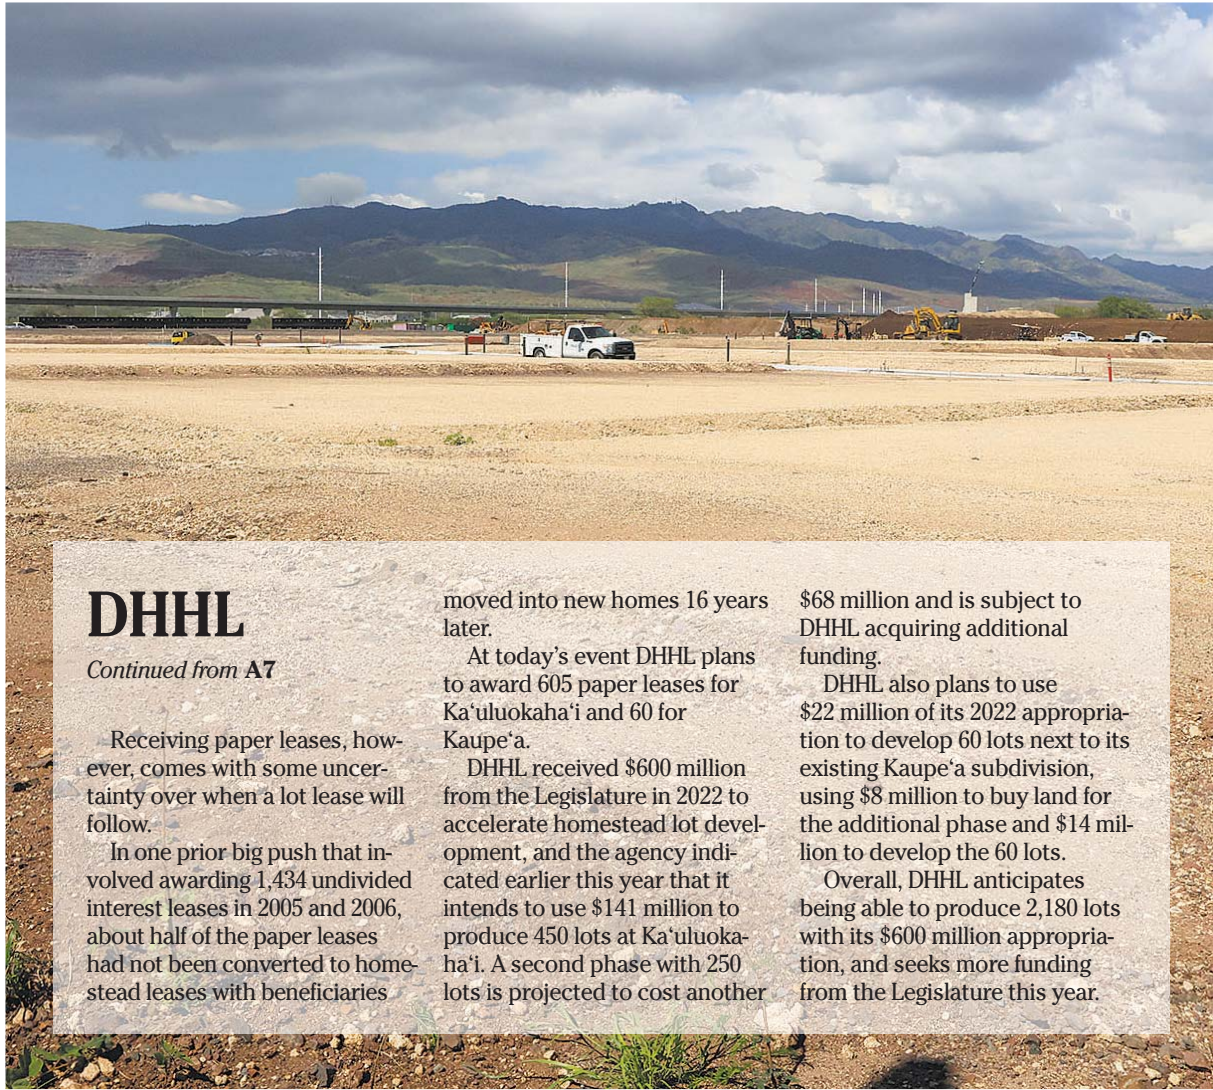 DHHL
Continued from A7
Receiving paper leases, how-
ever, comes with some uncer-
tainty over when a lot lease will
follow.
In one prior big push that in-
volved awarding 1,434 undivided
interest leases in 2005 and 2006,
about half of the paper leases
had not been converted to home-
stead leases with beneficiaries
moved into new homes 16 years
later.
At today’s event DHHL plans
to award 605 paper leases for
Ka‘uluokaha‘i and 60 for
Kaupe‘a.
DHHL received $600 million
from the Legislature in 2022 to
accelerate homestead lot devel-
opment, and the agency indi-
cated earlier this year that it
intends to use $141 million to
produce 450 lots at Ka‘uluoka-
ha‘i. A second phase with 250
lots is projected to cost another
$68 million and is subject to
DHHL acquiring additional
funding.
DHHL also plans to use
$22 million of its 2022 appropria-
tion to develop 60 lots next to its
existing Kaupe‘a subdivision,
using $8 million to buy land for
the additional phase and $14 mil-
lion to develop the 60 lots.
Overall, DHHL anticipates
being able to produce 2,180 lots
with its $600 million appropria-
tion, and seeks more funding
from the Legislature this year.